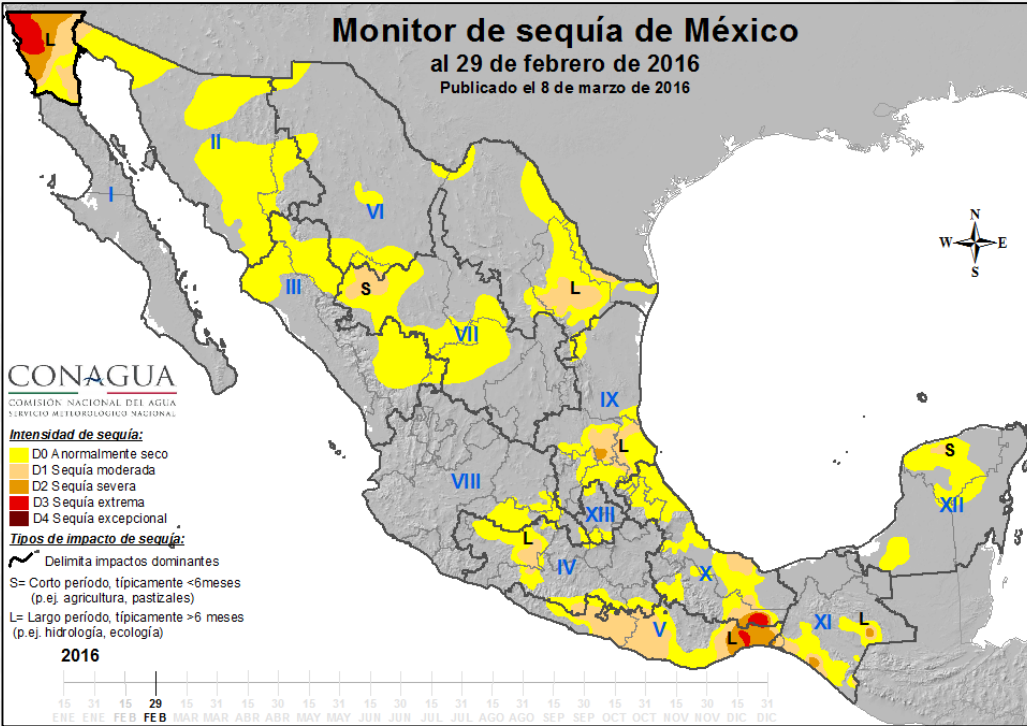 Monitor de sequía de México
al 29 de febrero de 2016
Publicado el 8 de marzo de 2016
L
II
I
VI
N
W E
S
III
S
L
VII
CONAGUA
COMISIÓN NACIONAL DEL AGUA
SERVICIO METEOROLÓGICO NACIONAL
IX
Intensidad de sequía:
D0 Anormalmente seco
D1 Sequía moderada
D2 Sequía severa
D3 Sequía extrema
D4 Sequía excepcional
L
S
VIII
XII
XIII
Tipos de impacto de sequía:
Delimita impactos dominantes
S= Corto período, típicamente <6meses
(p.ej. agricultura, pastizales)
L= Largo período, típicamente >6 meses
(p.ej. hidrología, ecología)
L
IV
X
V
L
XI
L
2016
15 31 15 29 15 31 15 30 15 31 15 30 15 31 15 31 15 30 15 31 15 30 15 31
ENE ENE FEB FEB MAR MAR ABR ABR MAY MAY JUN JUN JUL JUL AGO AGO SEP SEP OCT OCT NOV NOV DIC DIC